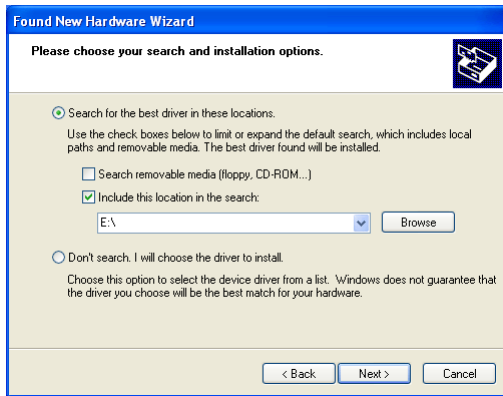 Found New Hardware Wizard
Please choose your search and installation options.
Search for the best driver in these locations.
Use the check boxes below to limit or expand the default search, which includes local
paths and removable media. The best driver found will be installed.
Search removable media (floppy, CD-ROM...)
Include this location in the search:
E:\
Browse
Don't search. I will choose the driver to install.
Choose this option to select the device driver from a list. Windows does not guarantee that
the driver you choose will be the best match for your hardware.
< Back Next > Cancel